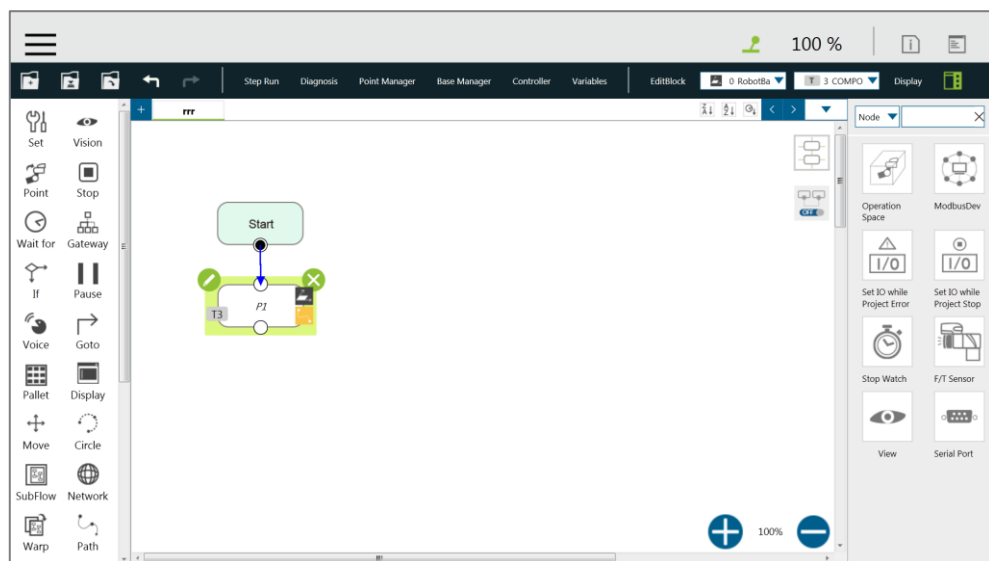 100 %
Step Run Diagnosis Point Manager Base Manager Controller Variables EditBlock 0 RobotBa T 3 COMPO Display
+ rrr
Node
Set Vision
Point Stop
Wait for Gateway
If Pause
Voice Goto
Pallet Display
Move Circle
SubFlow Network
Warp Path
Start
P1
T3
OFF
Operation
Space
ModbusDev
I/O I/O
Set IO while
Project Error
Set IO while
Project Stop
Stop Watch F/T Sensor
View Serial Port
100%